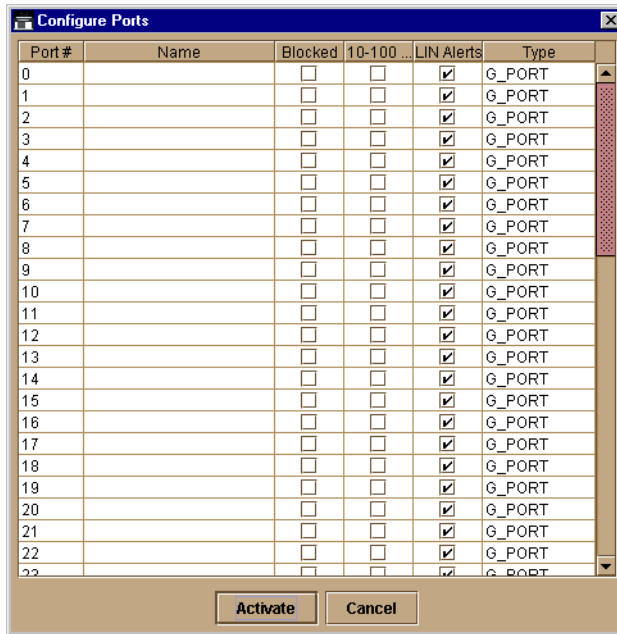 Configure Ports
Port # Name Blocked 10-100 ... LIN Alerts Type
0 G_PORT
1 G_PORT
2 G_PORT
3 G_PORT
4 G_PORT
5 G_PORT
6 G_PORT
7 G_PORT
8 G_PORT
9 G_PORT
10 G_PORT
11 G_PORT
12 G_PORT
13 G_PORT
14 G_PORT
15 G_PORT
16 G_PORT
17 G_PORT
18 G_PORT
19 G_PORT
20 G_PORT
21 G_PORT
22 G_PORT
23 G_PORT
Activate Cancel